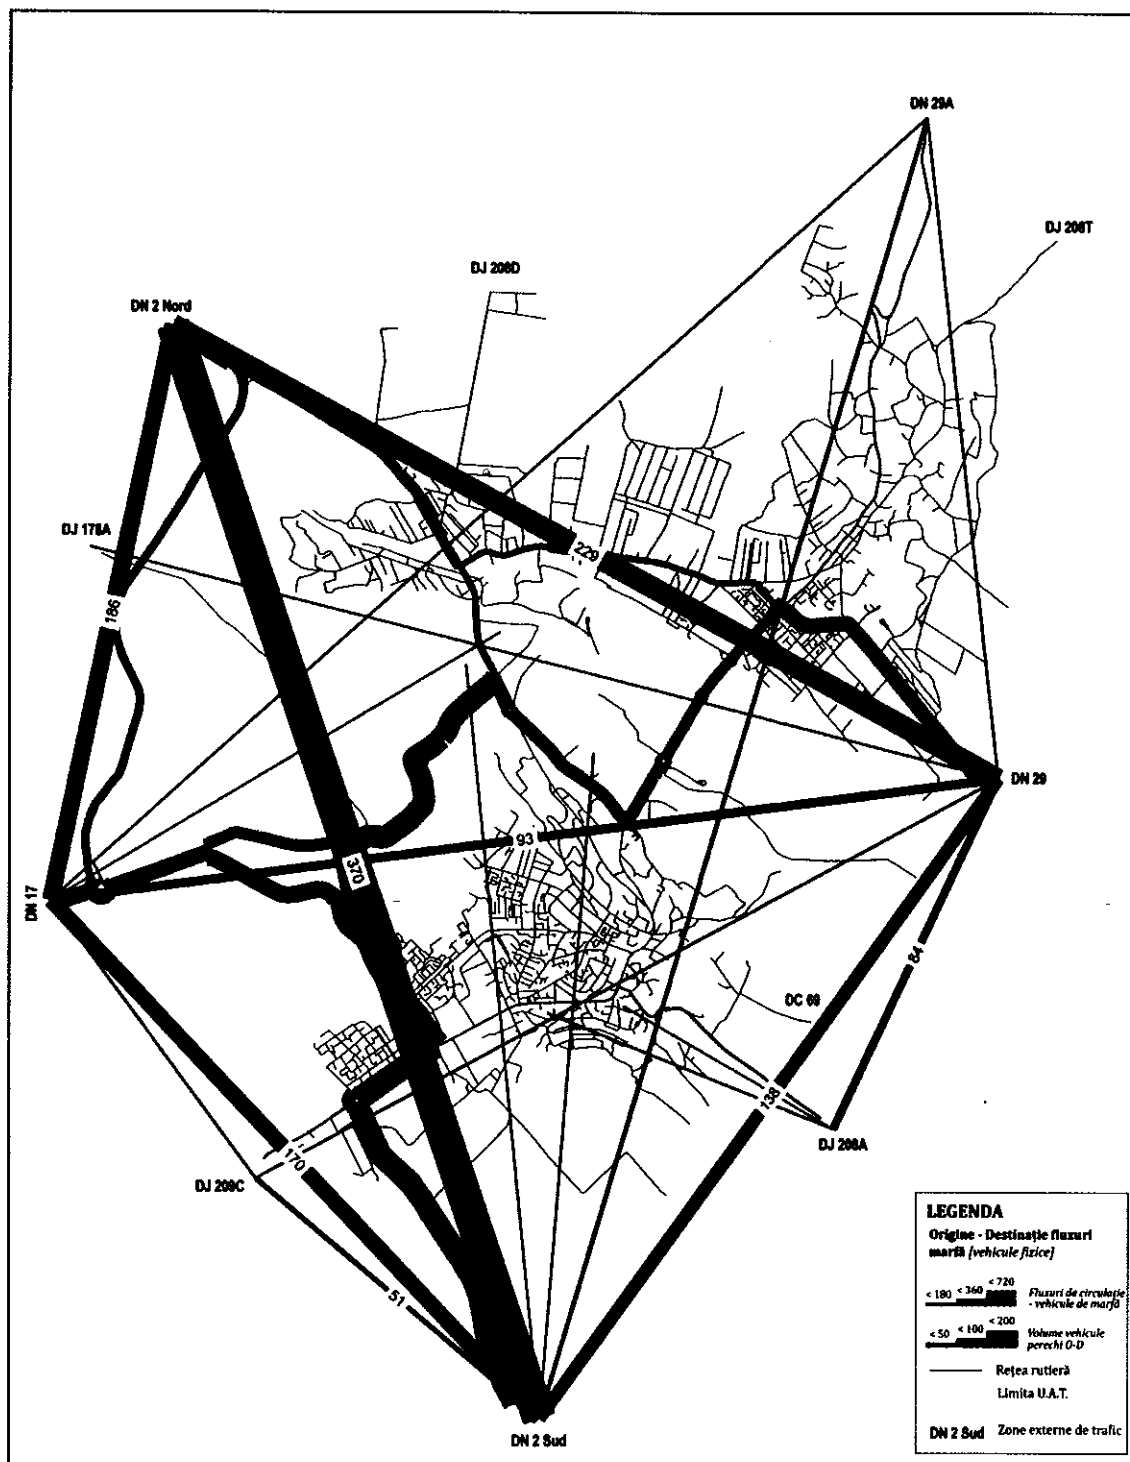 DN 29A
DJ 208T
DJ 208D
DN 2 Nord
DJ 178A
229
186
DN 29
93
370
DN 17
84
DC 69
138
DJ 208A
170
DJ 209C
51
LEGENDA
Origine - Destinație fluxuri
marfă [vehicule fizice]
< 180 < 360 < 720
Fluxuri de circulație
- vehicule de marfă
< 50 < 100 < 200
Volume vehicule
perechi O-D
Rețea rutieră
Limita U.A.T.
DN 2 Sud Zone externe de trafic
DN 2 Sud